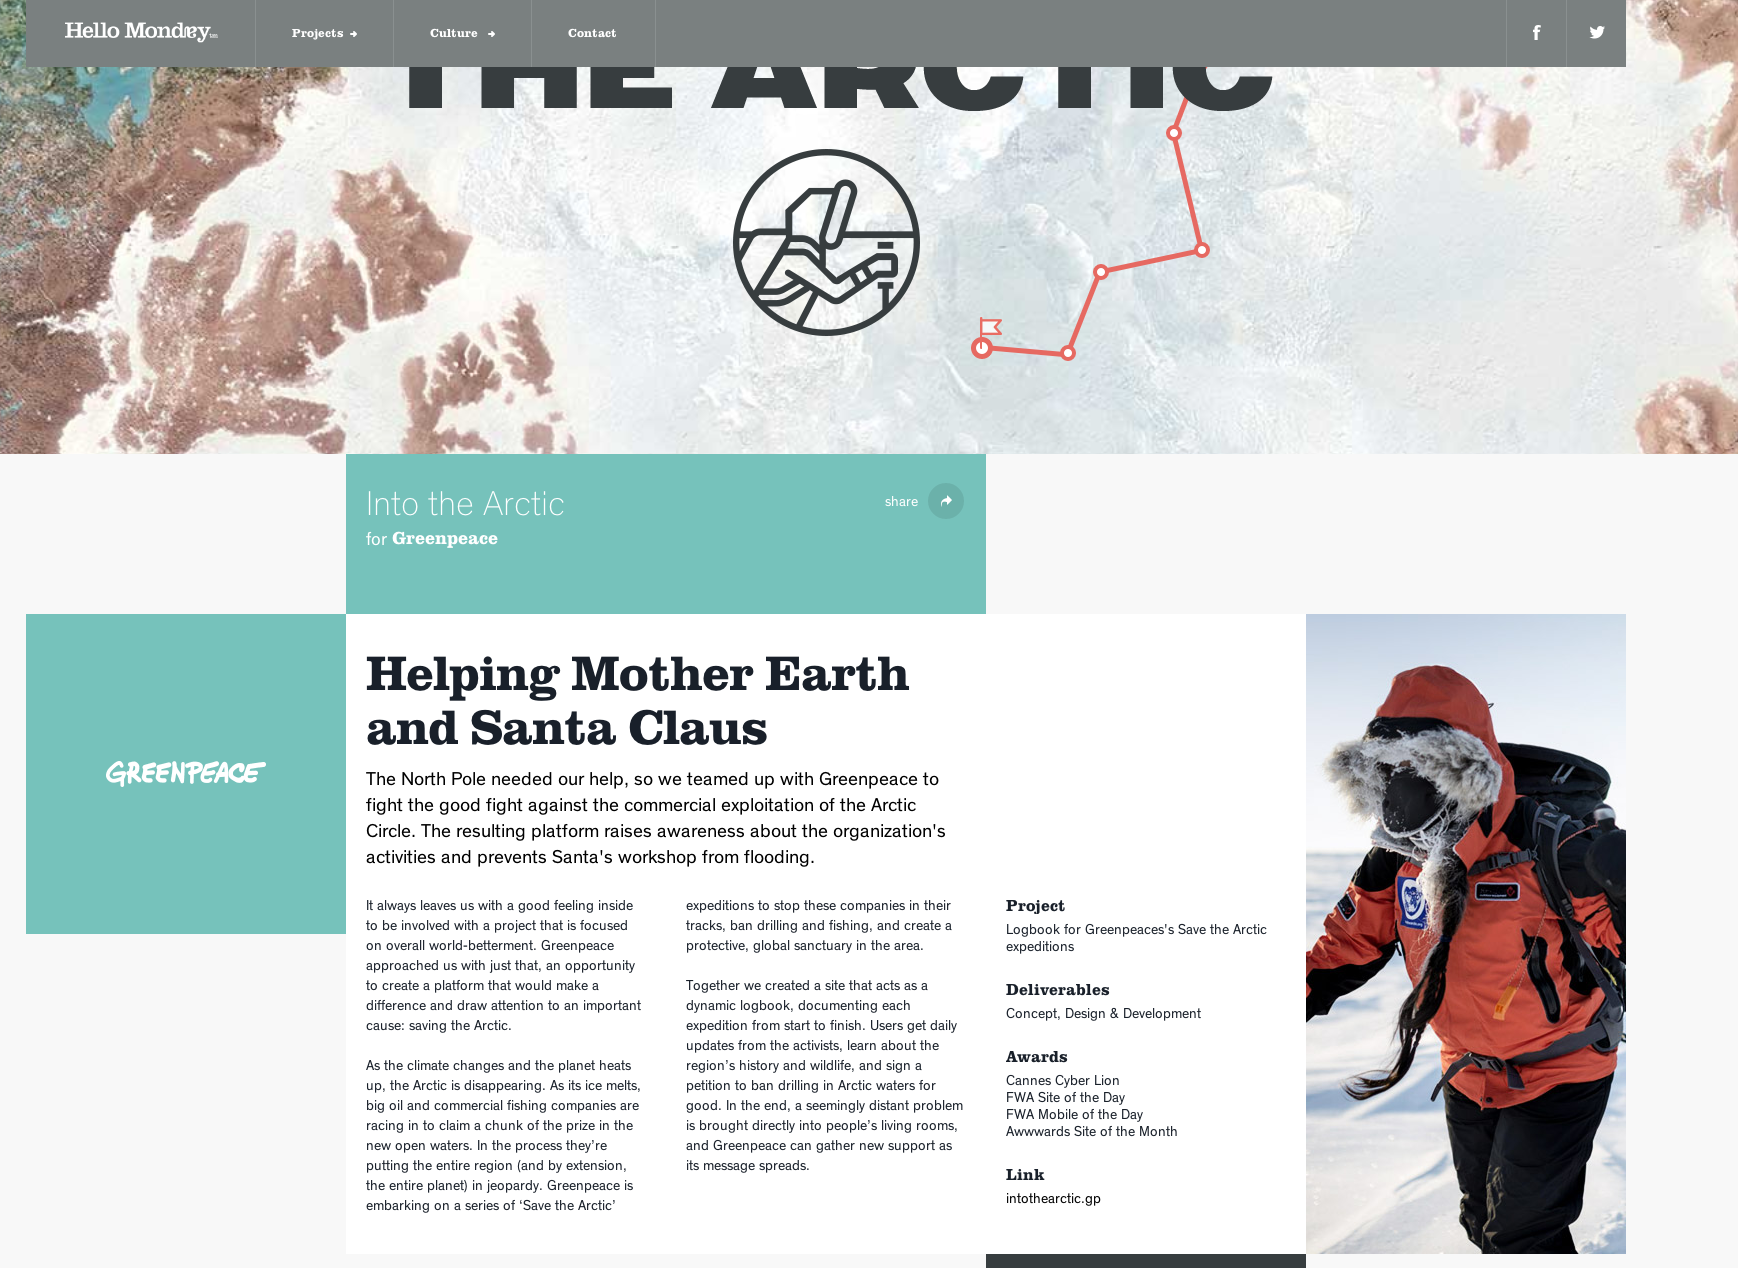 Hello Monday
Projects
Culture
Contact
THE ARCTIC
Into the Arctic
share
for Greenpeace
GREENPEACE
Helping Mother Earth
and Santa Claus
The North Pole needed our help, so we teamed up with Greenpeace to
fight the good fight against the commercial exploitation of the Arctic
Circle. The resulting platform raises awareness about the organization's
activities and prevents Santa's workshop from flooding.
It always leaves us with a good feeling inside
to be involved with a project that is focused
on overall world-betterment. Greenpeace
approached us with just that, an opportunity
to create a platform that would make a
difference and draw attention to an important
cause: saving the Arctic.
As the climate changes and the planet heats
up, the Arctic is disappearing. As its ice melts,
big oil and commercial fishing companies are
racing in to claim a chunk of the prize in the
new open waters. In the process they’re
putting the entire region (and by extension,
the entire planet) in jeopardy. Greenpeace is
embarking on a series of ‘Save the Arctic’
expeditions to stop these companies in their
tracks, ban drilling and fishing, and create a
protective, global sanctuary in the area.
Together we created a site that acts as a
dynamic logbook, documenting each
expedition from start to finish. Users get daily
updates from the activists, learn about the
region’s history and wildlife, and sign a
petition to ban drilling in Arctic waters for
good. In the end, a seemingly distant problem
is brought directly into people’s living rooms,
and Greenpeace can gather new support as
its message spreads.
Project
Logbook for Greenpeaces’s Save the Arctic
expeditions
Deliverables
Concept, Design & Development
Awards
Cannes Cyber Lion
FWA Site of the Day
FWA Mobile of the Day
Awwwards Site of the Month
Link
intothearctic.gp